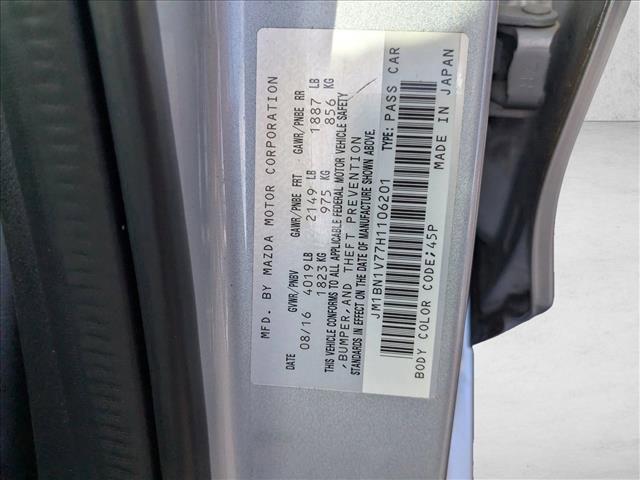 MFD. BY MAZDA MOTOR CORPORATION
GVWR/PNBV GAWR/PNBE FRT GAWR/PNBE RR
DATE 08/16 4019 LB 2149 LB 1887 LB
1823 KG 975 KG 856 KG
THIS VEHICLE CONFORMS TO ALL APPLICABLE FEDERAL MOTOR VEHICLE SAFETY
,BUMPER,AND THEFT PREVENTION
STANDARDS IN EFFECT ON THE DATE OF MANUFACTURE SHOWN ABOVE.
JM1BN1V77H1106201 TYPE: PASS CAR
BODY COLOR CODE;45P MADE IN JAPAN